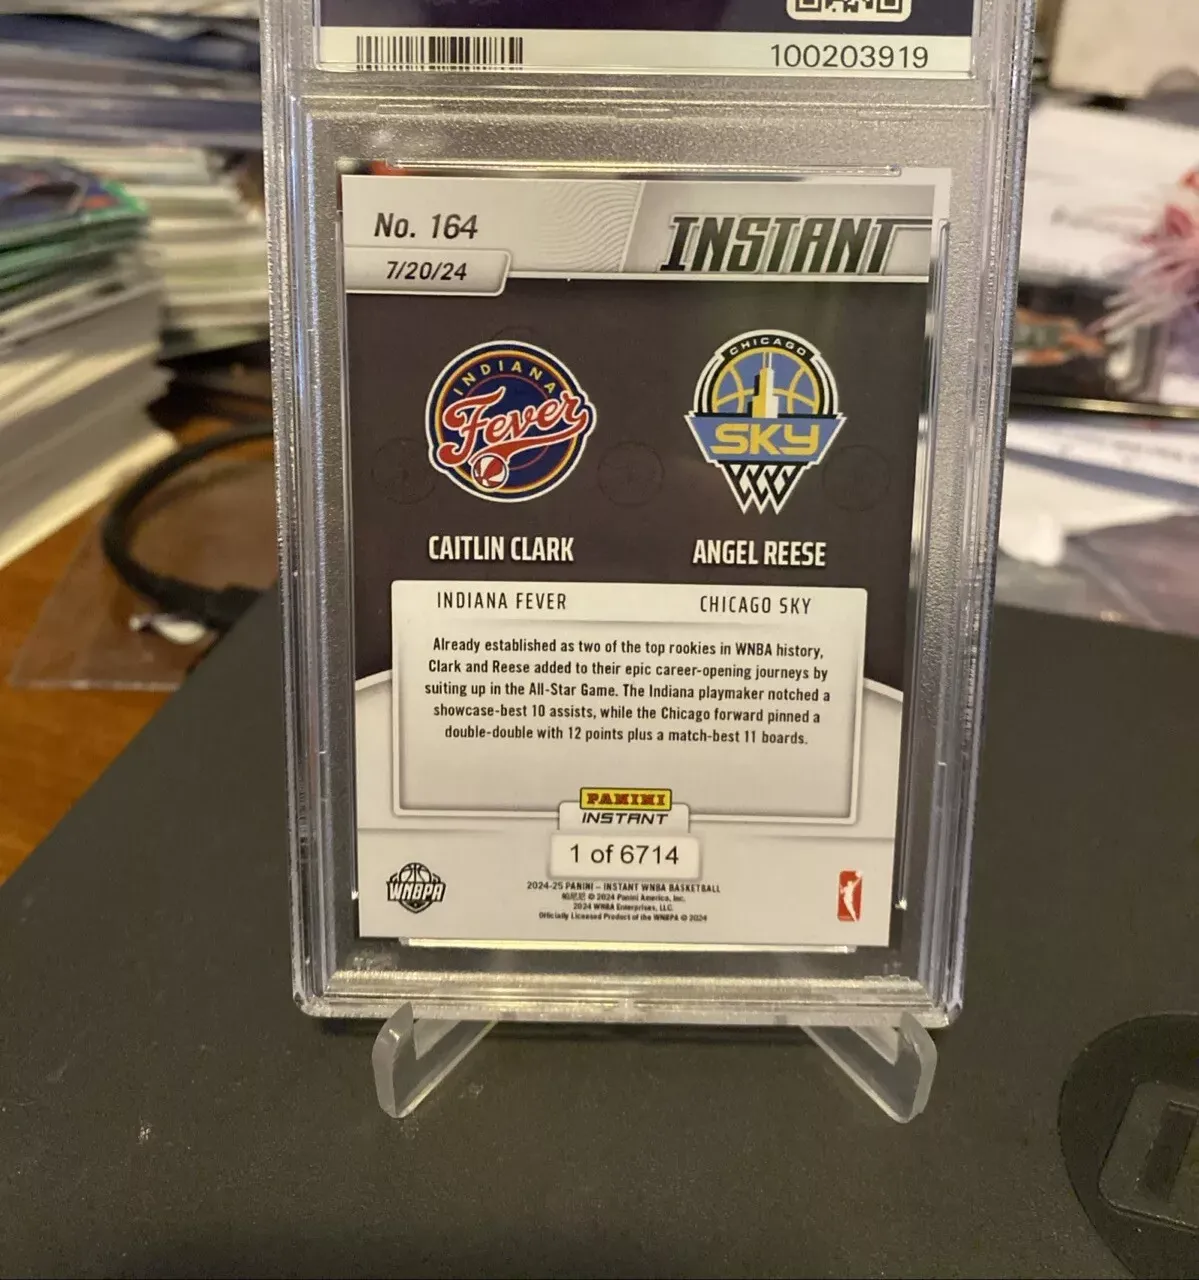 100203919
No. 164
INSTANT
7/20/24
INDIANA
Fever
CHICAGO
SKY
CAITLIN CLARK
ANGEL REESE
INDIANA FEVER
CHICAGO SKY
Already established as two of the top rookies in WNBA history,
Clark and Reese added to their epic career-opening journeys by
suiting up in the All-Star Game. The Indiana playmaker notched a
showcase-best 10 assists, while the Chicago forward pinned a
double-double with 12 points plus a match-best 11 boards.
PANINI
INSTANT
1 of 6714
WNBPA
2024-25 PANINI – INSTANT WNBA BASKETBALL
© 2024 Panini America, Inc.
2024 WNBA Enterprises, LLC.
Officially Licensed Product of the WNBPA © 2024